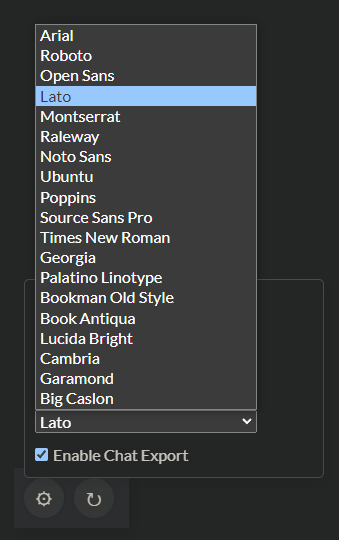 Arial
Roboto
Open Sans
Lato
Montserrat
Raleway
Noto Sans
Ubuntu
Poppins
Source Sans Pro
Times New Roman
Georgia
Palatino Linotype
Bookman Old Style
Book Antiqua
Lucida Bright
Cambria
Garamond
Big Caslon
Lato
Enable Chat Export